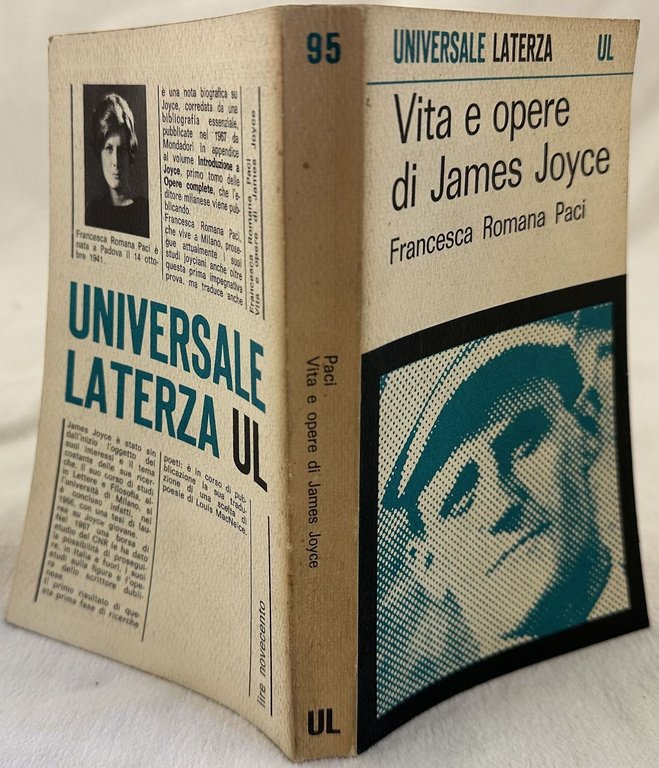 Francesca Romana Paci è
nata a Padova il 14 otto-
bre 1941.
UNIVERSALE
LATERZA UL
James Joyce è stato sin
dall'inizio l'oggetto dei
suoi interessi e il tema
costante delle sue ricer-
che. Il suo corso di studi
in Lettere e Filosofia, al-
l'università di Milano, si
è concluso infatti, nel
1966, con una tesi di lau-
rea su Joyce giovane.
Nel 1967 una borsa di
studio del CNR le ha dato
la possibilità di prosegui-
re, in Italia e fuori, i suoi
studi sulla figura e l'ope-
ra dello scrittore dubli-
nese.
Il primo risultato di que-
sta prima fase di ricerche
è una nota biografica su
Joyce, corredata da una
bibliografia essenziale,
pubblicate nel 1967 da
Mondadori in appendice
al volume Introduzione a
Joyce, primo tomo delle
Opere complete, che l'e-
ditore milanese viene pub-
blicando.
Francesca Romana Paci,
che vive a Milano, prose-
gue attualmente i suoi
studi joyciani anche oltre
questa prima impegnativa
prova, ma traduce anche
poeti; è in corso di pub-
blicazione la sua tradu-
zione di una scelta di
poesie di Louis MacNeice.
Francesca Romana Paci
Vita e opere di James Joyce
lire novecento
95
Paci
Vita e opere di James Joyce
UL
UNIVERSALE LATERZA UL
Vita e opere
di James Joyce
Francesca Romana Paci